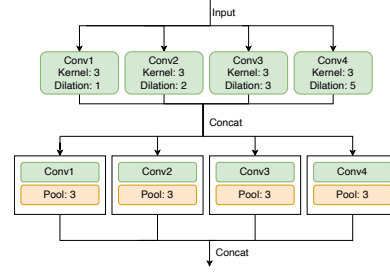 Input
Conv1
Kernel: 3
Dilation: 1
Conv2
Kernel: 3
Dilation: 2
Conv3
Kernel: 3
Dilation: 3
Conv4
Kernel: 3
Dilation: 5
Concat
Conv1
Pool: 3
Conv2
Pool: 3
Conv3
Pool: 3
Conv4
Pool: 3
Concat